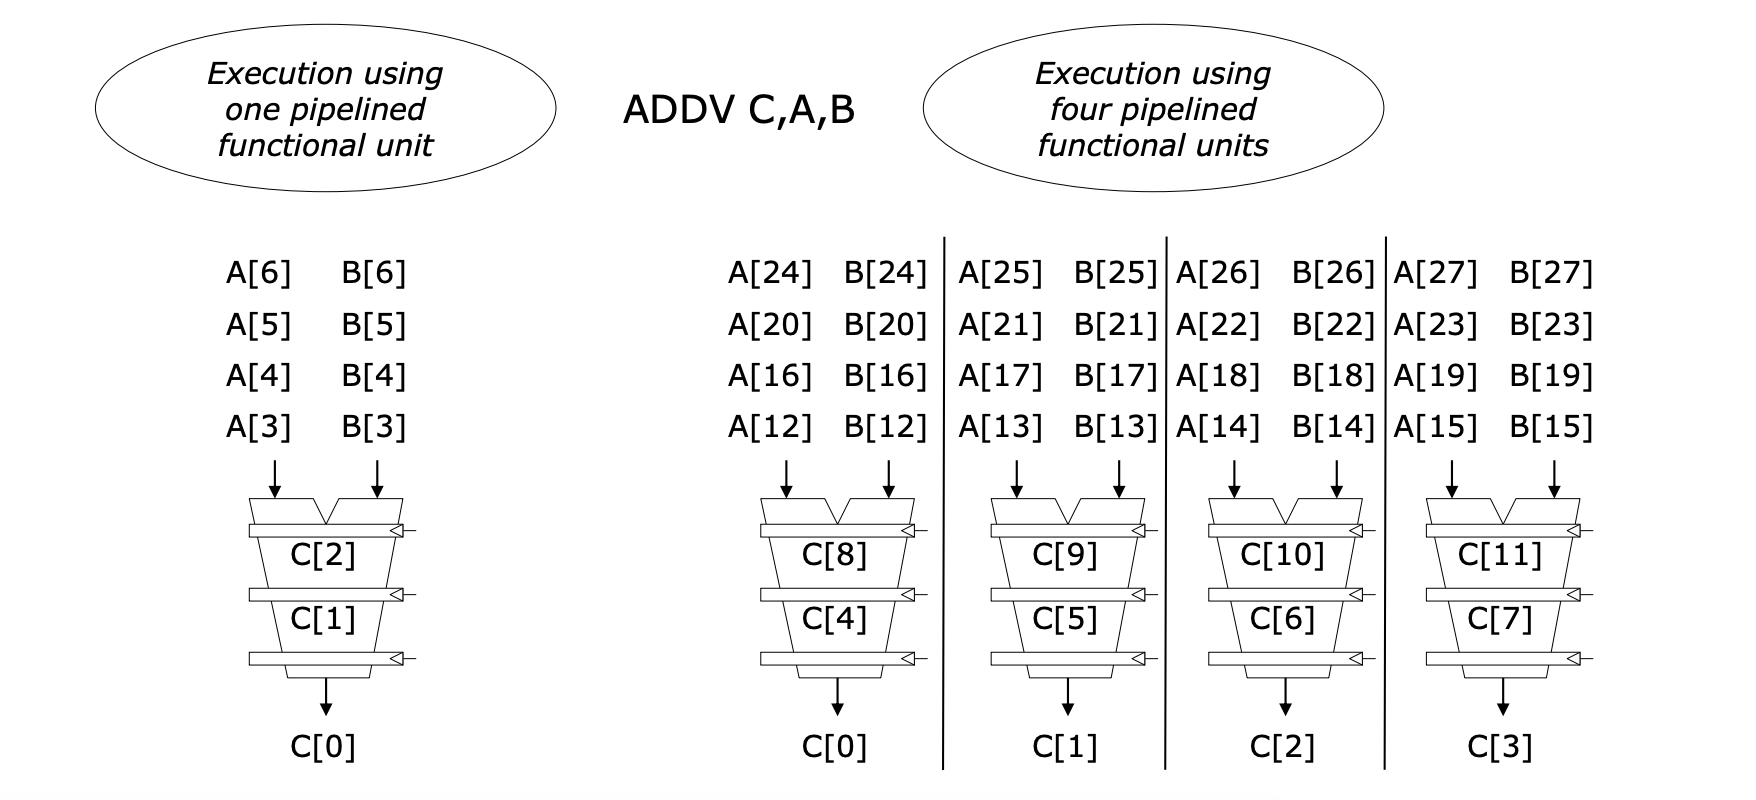 Execution using
one pipelined
functional unit
ADDV C,A,B
Execution using
four pipelined
functional units
A[6] B[6]
A[5] B[5]
A[4] B[4]
A[3] B[3]
C[2]
C[1]
C[0]
A[24] B[24] A[25] B[25] A[26] B[26] A[27] B[27]
A[20] B[20] A[21] B[21] A[22] B[22] A[23] B[23]
A[16] B[16] A[17] B[17] A[18] B[18] A[19] B[19]
A[12] B[12] A[13] B[13] A[14] B[14] A[15] B[15]
C[8] C[9] C[10] C[11]
C[4] C[5] C[6] C[7]
C[0] C[1] C[2] C[3]